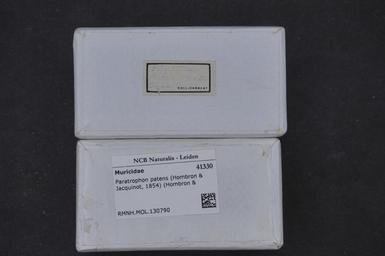 NCB Naturalis - Leiden
Muricidae 41330
Paratrophon patens (Hombron &
Jacquinot, 1854) (Hombron &
RMNH.MOL.130790